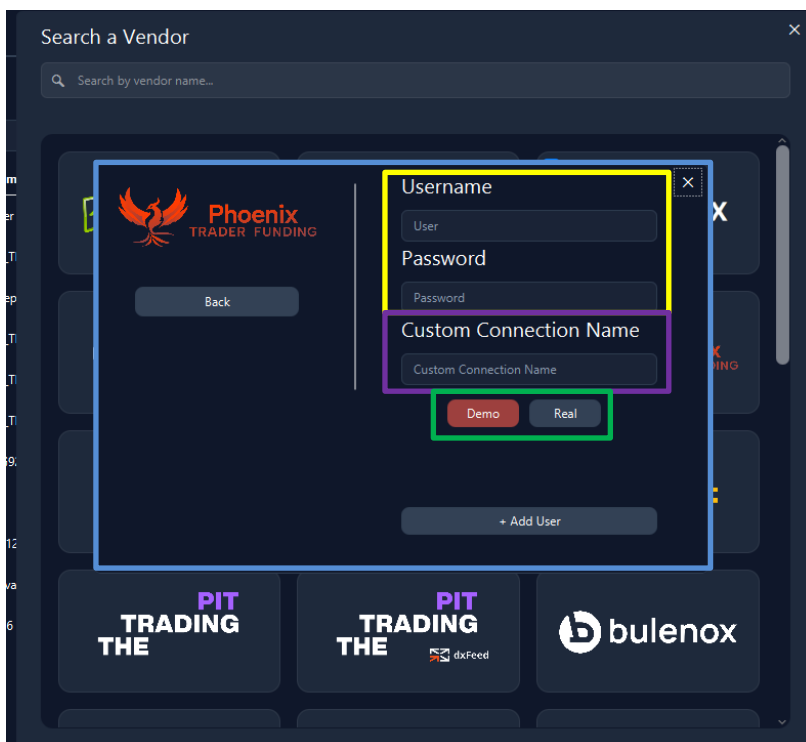 Search a Vendor
Search by vendor name...
Phoenix
TRADER FUNDING
Back
Username
User
Password
Password
Custom Connection Name
Custom Connection Name
Demo
Real
+ Add User
X
PIT
TRADING
THE
PIT
TRADING
THE
dxFeed
bulenox